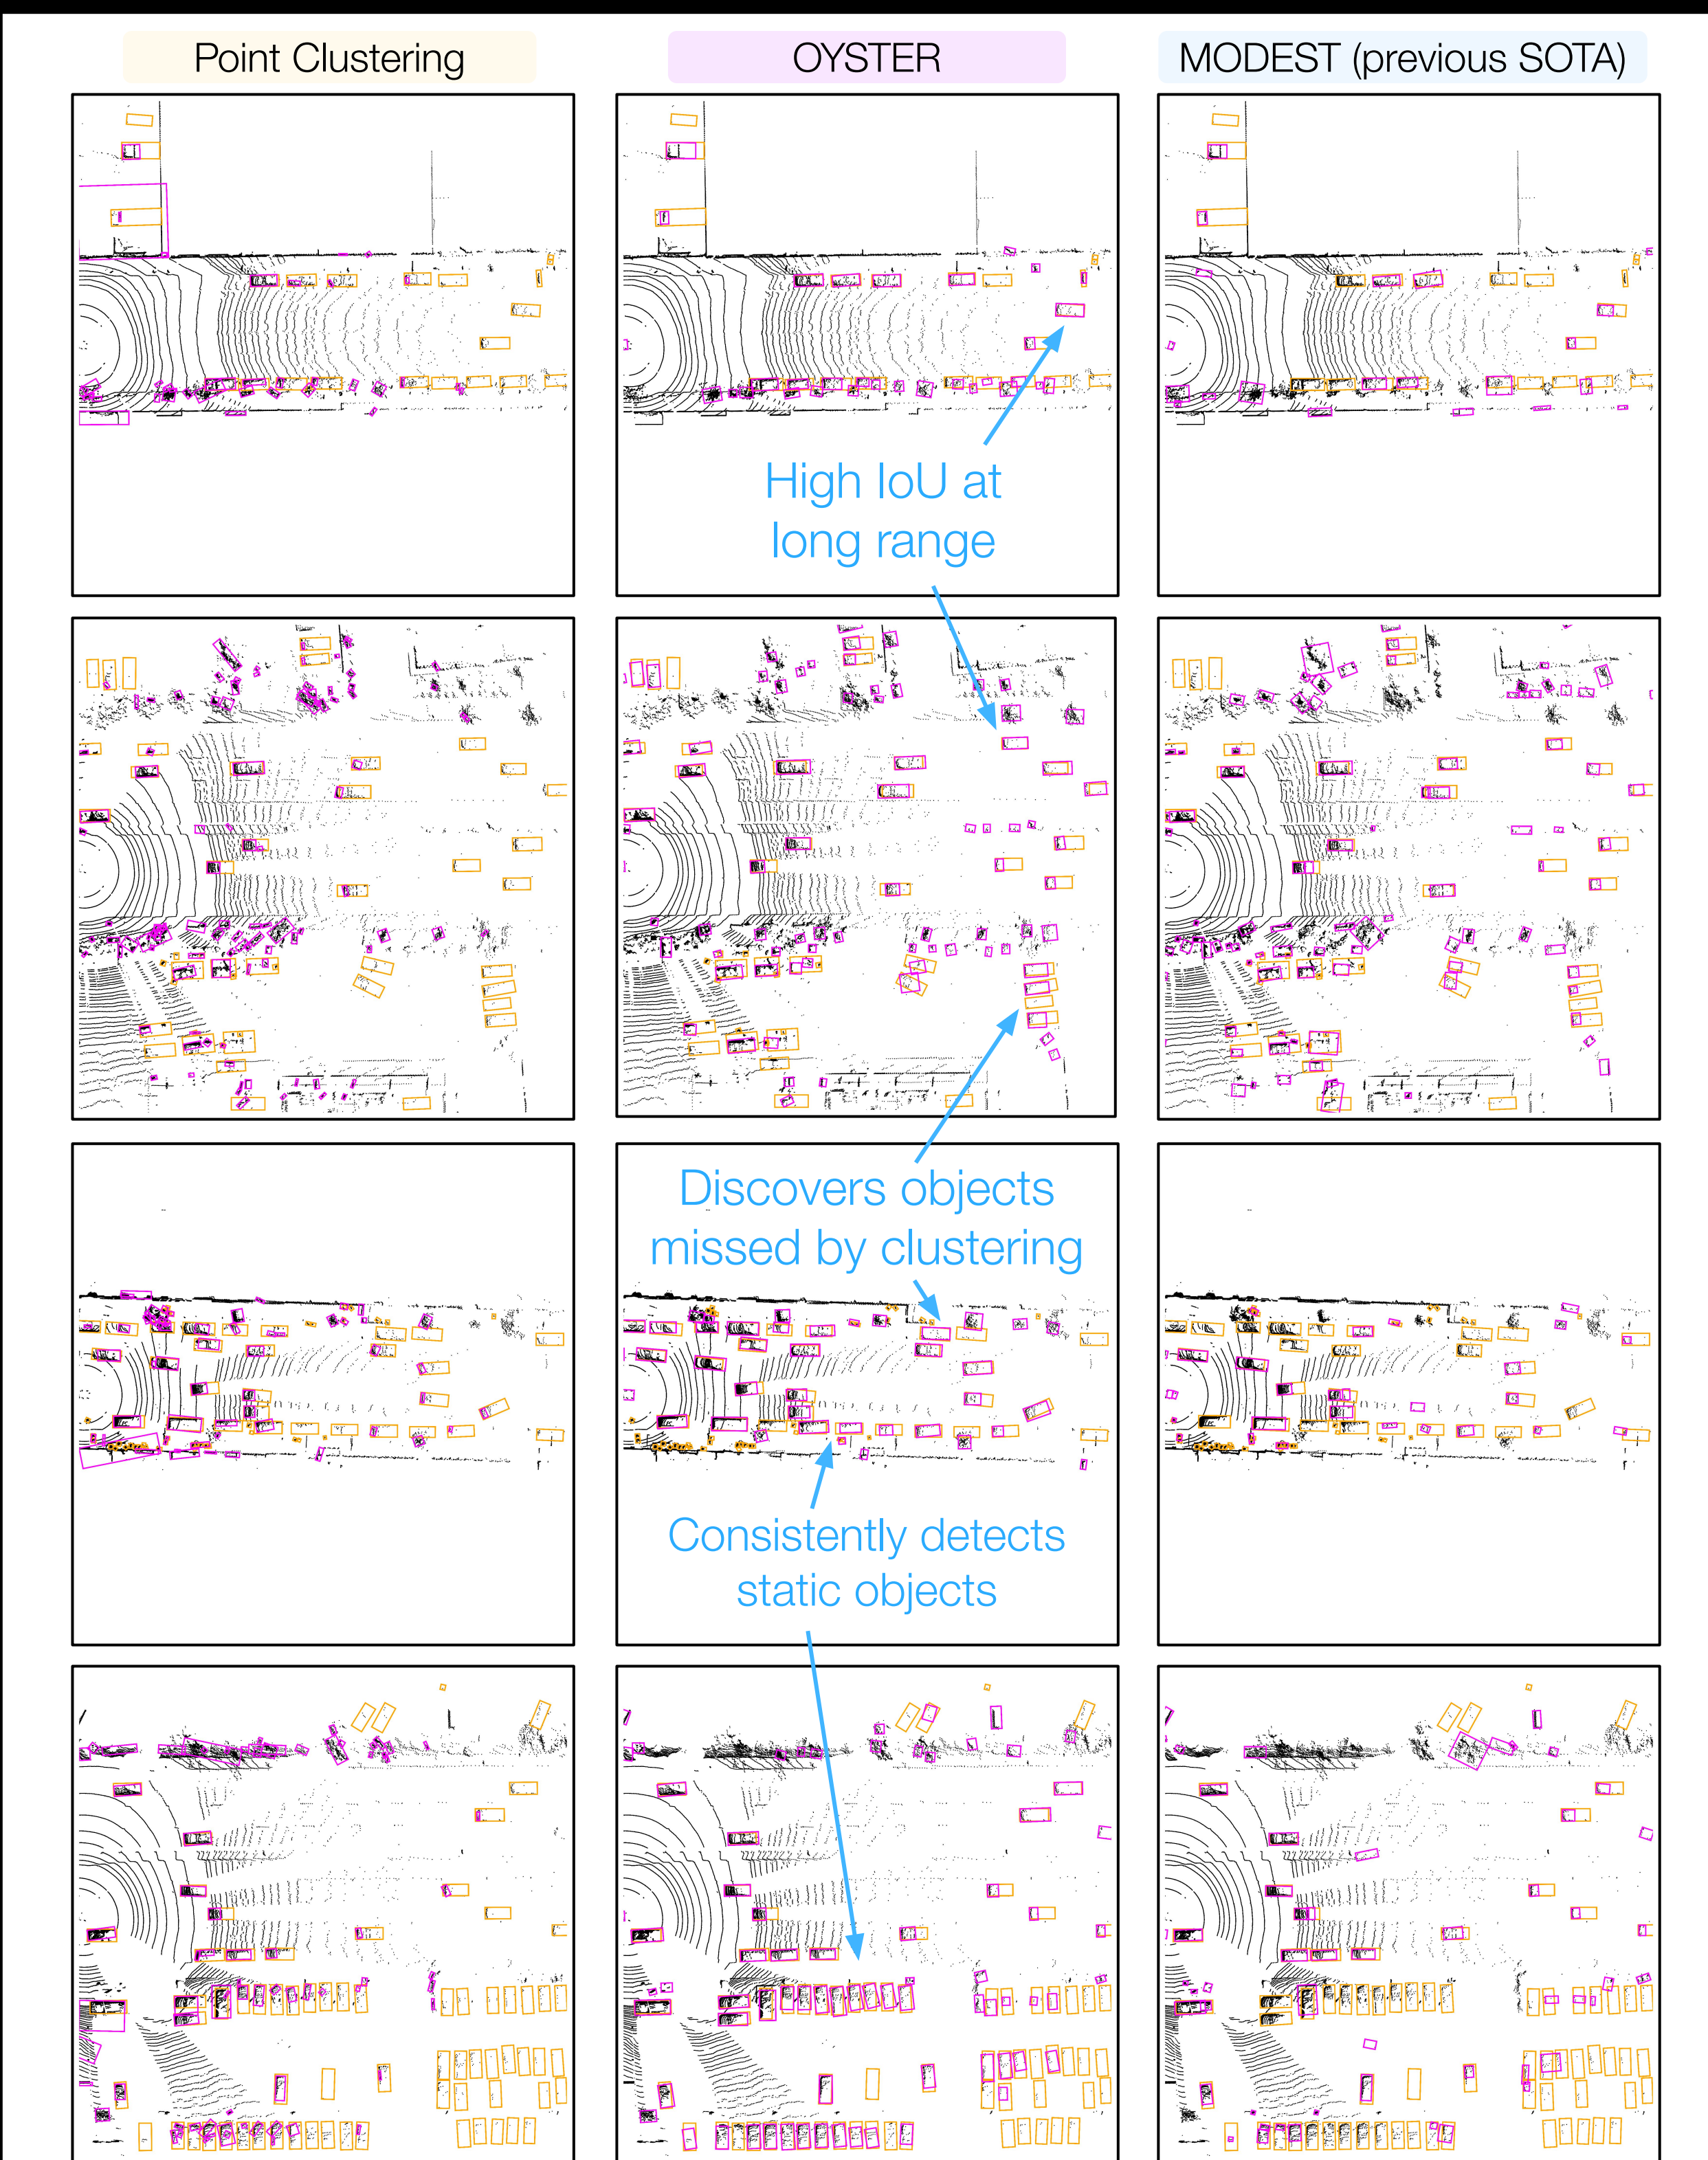 Point Clustering
OYSTER
MODEST (previous SOTA)
High IoU at
long range
Discovers objects
missed by clustering
Consistently detects
static objects